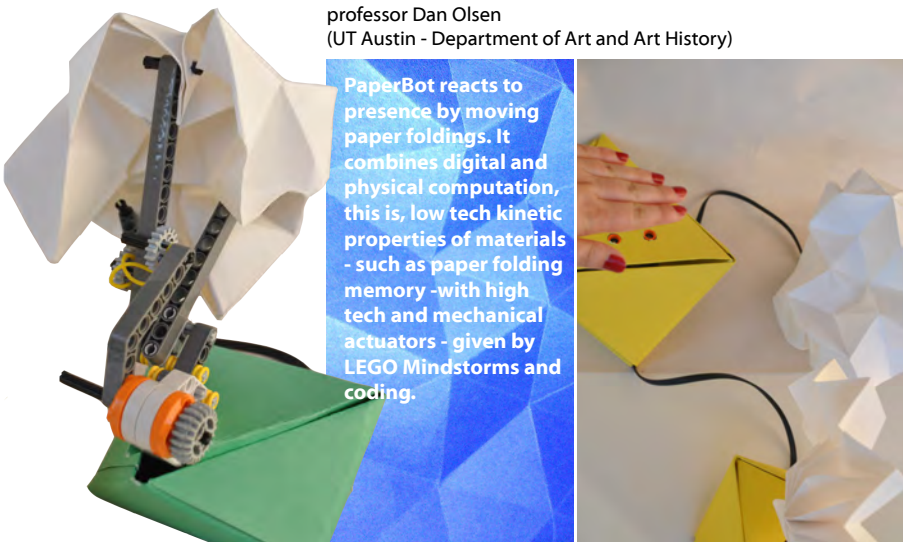 professor Dan Olsen
(UT Austin - Department of Art and Art History)
PaperBot reacts to
presence by moving
paper foldings. It
combines digital and
physical computation,
this is, low tech kinetic
properties of materials
- such as paper folding
memory -with high
tech and mechanical
actuators - given by
LEGO Mindstorms and
coding.